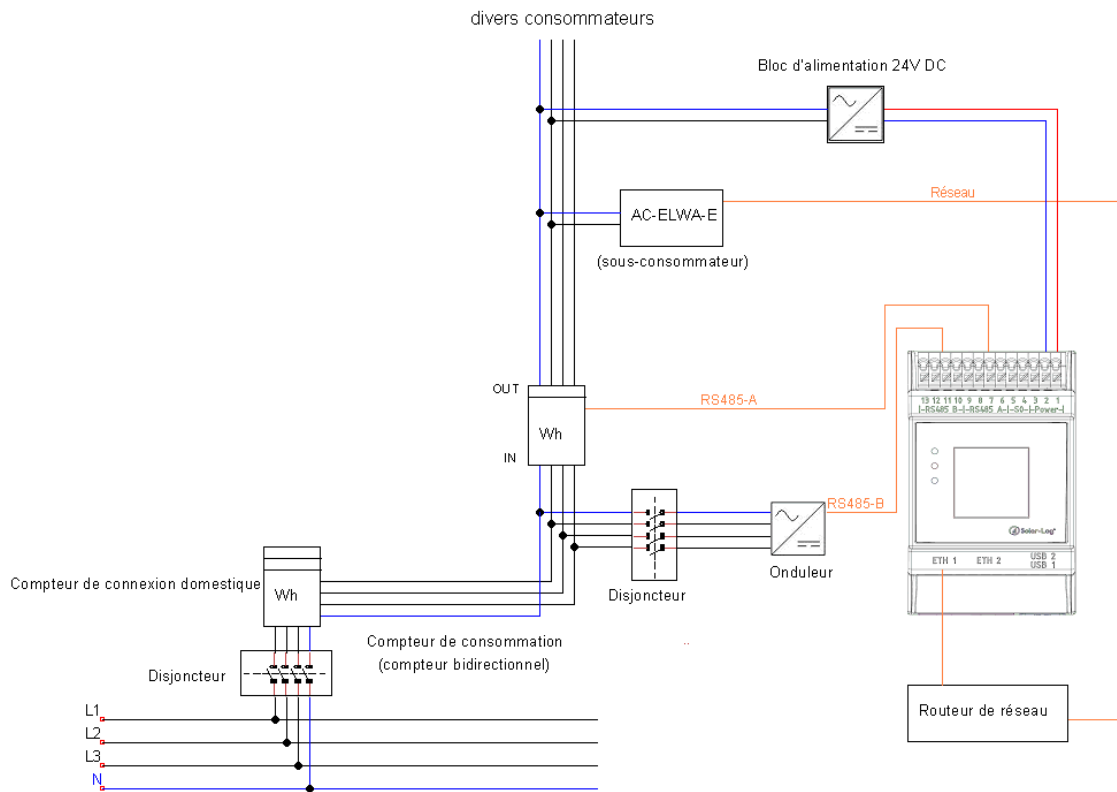 divers consommateurs
Bloc d'alimentation 24V DC
Réseau
AC-ELWA-E
(sous-consommateur)
OUT
RS485-A
13 12 11 10 9 8 7 6 5 4 3 2 1
|-RS485 B-|-RS485 A-|-S0-|-Power-|
Wh
IN
RS485-B
Solar-Log®
ETH 1 ETH 2 USB 2
USB 1
Onduleur
Disjoncteur
Compteur de connexion domestique
Wh
Compteur de consommation
(compteur bidirectionnel)
..
Disjoncteur
Routeur de réseau
L1
L2
L3
N